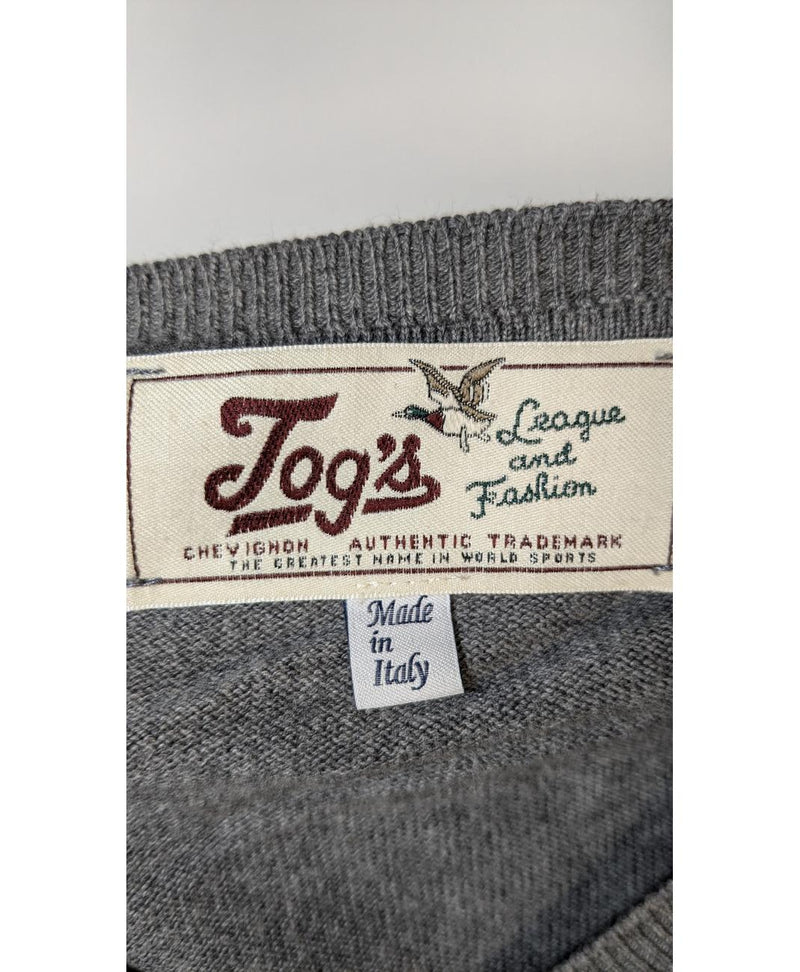 Tog's
League
and
Fashion
CHEVIGNON AUTHENTIC TRADEMARK
THE GREATEST NAME IN WORLD SPORTS
Made
in
Italy